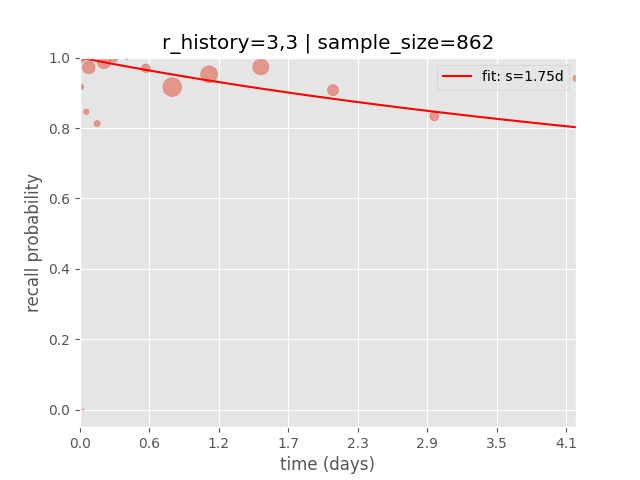 r_history=3,3 | sample_size=862
1.0
0.8
0.6
0.4
0.2
0.0
recall probability
fit: s=1.75d
0.0 0.6 1.2 1.7 2.3 2.9 3.5 4.1
time (days)